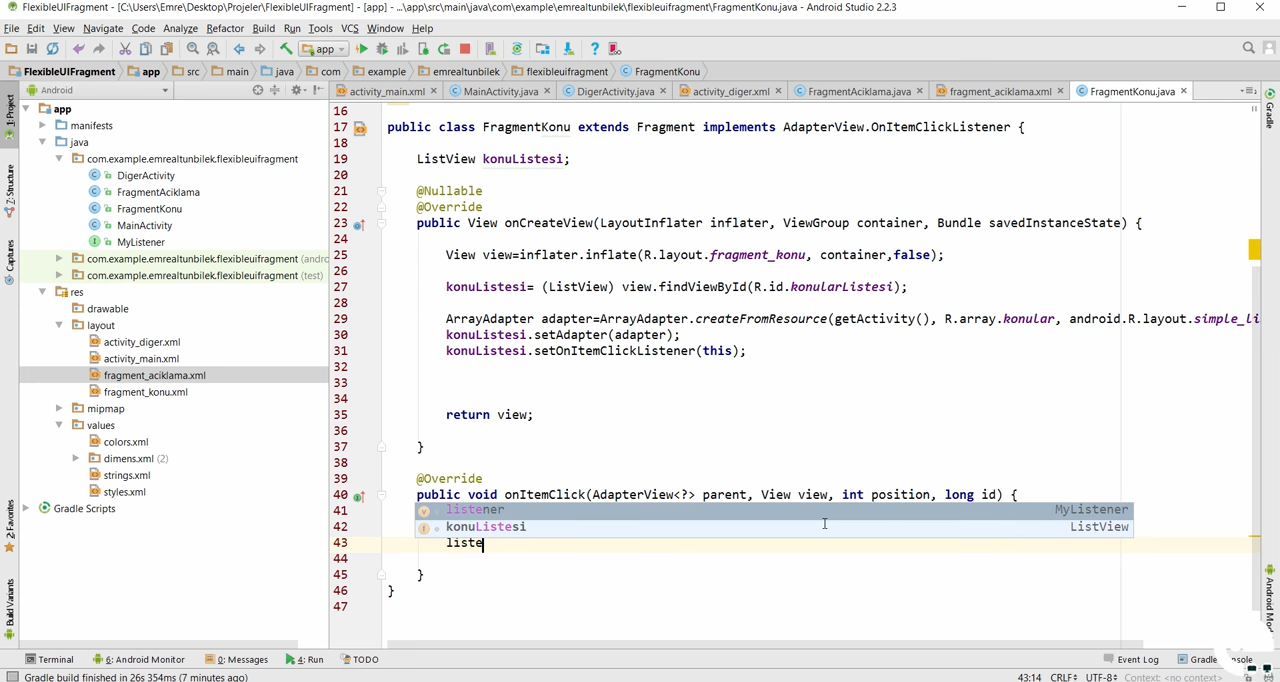 FlexibleUIFragment - [C:\Users\Emre\Desktop\Projeler\FlexibleUIFragment] - [app] - ...\app\src\main\java\com\example\emrealtunbilek\flexibleuifragment\FragmentKonu.java - Android Studio 2.2.3
File Edit View Navigate Code Analyze Refactor Build Run Tools VCS Window Help
app
FlexibleUIFragment app src main java com example emrealtunbilek flexibleuifragment FragmentKonu
Android
activity_main.xml MainActivity.java DigerActivity.java activity_diger.xml FragmentAciklama.java fragment_aciklama.xml FragmentKonu.java
1: Project
7: Structure
Captures
2: Favorites
Build Variants
Gradle
app
manifests
java
com.example.emrealtunbilek.flexibleuifragment
DigerActivity
FragmentAciklama
FragmentKonu
MainActivity
MyListener
com.example.emrealtunbilek.flexibleuifragment (andro
com.example.emrealtunbilek.flexibleuifragment (test)
res
drawable
layout
activity_diger.xml
activity_main.xml
fragment_aciklama.xml
fragment_konu.xml
mipmap
values
colors.xml
dimens.xml (2)
strings.xml
styles.xml
Gradle Scripts
16
17 public class FragmentKonu extends Fragment implements AdapterView.OnItemClickListener {
18
19 ListView konuListesi;
20
21 @Nullable
22 @Override
23 public View onCreateView(LayoutInflater inflater, ViewGroup container, Bundle savedInstanceState) {
24
25 View view=inflater.inflate(R.layout.fragment_konu, container,false);
26
27 konuListesi= (ListView) view.findViewById(R.id.konularListesi);
28
29 ArrayAdapter adapter=ArrayAdapter.createFromResource(getActivity(), R.array.konular, android.R.layout.simple_li
30 konuListesi.setAdapter(adapter);
31 konuListesi.setOnItemClickListener(this);
32
33
34
35 return view;
36
37 }
38
39 @Override
40 public void onItemClick(AdapterView<?> parent, View view, int position, long id) {
41 listener MyListener
42 konuListesi ListView
43 liste
44
45 }
46 }
47
Terminal 6: Android Monitor 0: Messages 4: Run TODO Event Log
Gradle build finished in 26s 354ms (7 minutes ago) 43:14 CRLF UTF-8 Context: <no context>